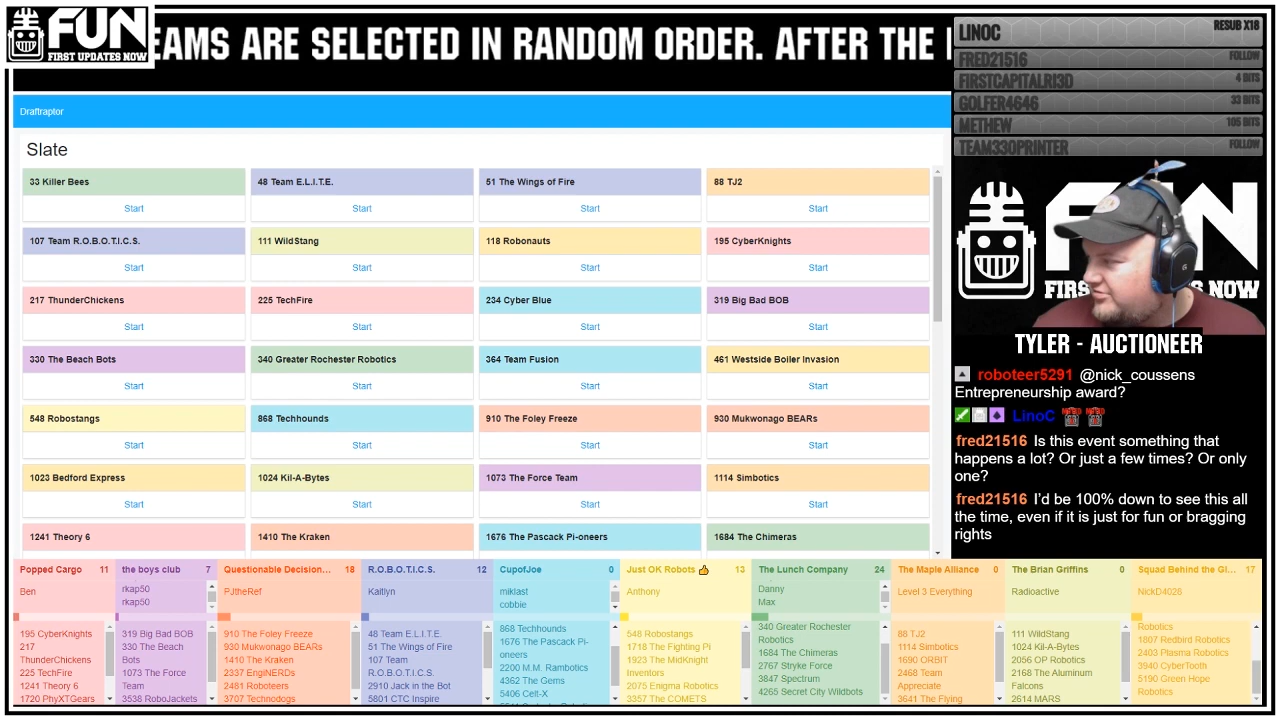 FUN
FIRST UPDATES NOW
EAMS ARE SELECTED IN RANDOM ORDER. AFTER THE
LINOC RESUB X18
FRED21516 FOLLOW
FIRSTCAPITALRI3D 4 BITS
GOLFER4646 33 BITS
METHEW 105 BITS
TEAM330PRINTER FOLLOW
Draftraptor
Slate
33 Killer Bees 48 Team E.L.I.T.E. 51 The Wings of Fire 88 TJ2
Start Start Start Start
107 Team R.O.B.O.T.I.C.S. 111 WildStang 118 Robonauts 195 CyberKnights
Start Start Start Start
217 ThunderChickens 225 TechFire 234 Cyber Blue 319 Big Bad BOB
Start Start Start Start
330 The Beach Bots 340 Greater Rochester Robotics 364 Team Fusion 461 Westside Boiler Invasion
Start Start Start Start
548 Robostangs 868 Techhounds 910 The Foley Freeze 930 Mukwonago BEARs
Start Start Start Start
1023 Bedford Express 1024 Kil-A-Bytes 1073 The Force Team 1114 Simbotics
Start Start Start Start
1241 Theory 6 1410 The Kraken 1676 The Pascack Pi-oneers 1684 The Chimeras
TYLER - AUCTIONEER
roboteer5291 @nick_coussens
Entrepreneurship award?
LinoC
fred21516 Is this event something that
happens a lot? Or just a few times? Or only
one?
fred21516 I'd be 100% down to see this all
the time, even if it is just for fun or bragging
rights
Popped Cargo 11
Ben
195 CyberKnights
217
ThunderChickens
225 TechFire
1241 Theory 6
1720 PhyXTGears
the boys club 7
rkap50
rkap50
319 Big Bad BOB
330 The Beach
Bots
1073 The Force
Team
3538 RoboJackets
Questionable Decision... 18
PJtheRef
910 The Foley Freeze
930 Mukwonago BEARs
1410 The Kraken
2337 EngiNERDs
2481 Roboteers
3707 Technodogs
R.O.B.O.T.I.C.S. 12
Kaitlyn
48 Team E.L.I.T.E.
51 The Wings of Fire
107 Team
R.O.B.O.T.I.C.S.
2910 Jack in the Bot
5801 CTC Inspire
CupofJoe 0
miklast
cobbie
868 Techhounds
1676 The Pascack Pi-
oneers
2200 M.M. Rambotics
4362 The Gems
5406 Celt-X
Just OK Robots 13
Anthony
548 Robostangs
1718 The Fighting Pi
1923 The MidKnight
Inventors
2075 Enigma Robotics
3357 The COMETS
The Lunch Company 24
Danny
Max
340 Greater Rochester
Robotics
1684 The Chimeras
2767 Stryke Force
3847 Spectrum
4265 Secret City Wildbots
The Maple Alliance 0
Level 3 Everything
88 TJ2
1114 Simbotics
1690 ORBIT
2468 Team
Appreciate
3641 The Flying
The Brian Griffins 0
Radioactive
111 WildStang
1024 Kil-A-Bytes
2056 OP Robotics
2168 The Aluminum
Falcons
2614 MARS
Squad Behind the Gl... 17
NickD4028
Robotics
1807 Redbird Robotics
2403 Plasma Robotics
3940 CyberTooth
5190 Green Hope
Robotics